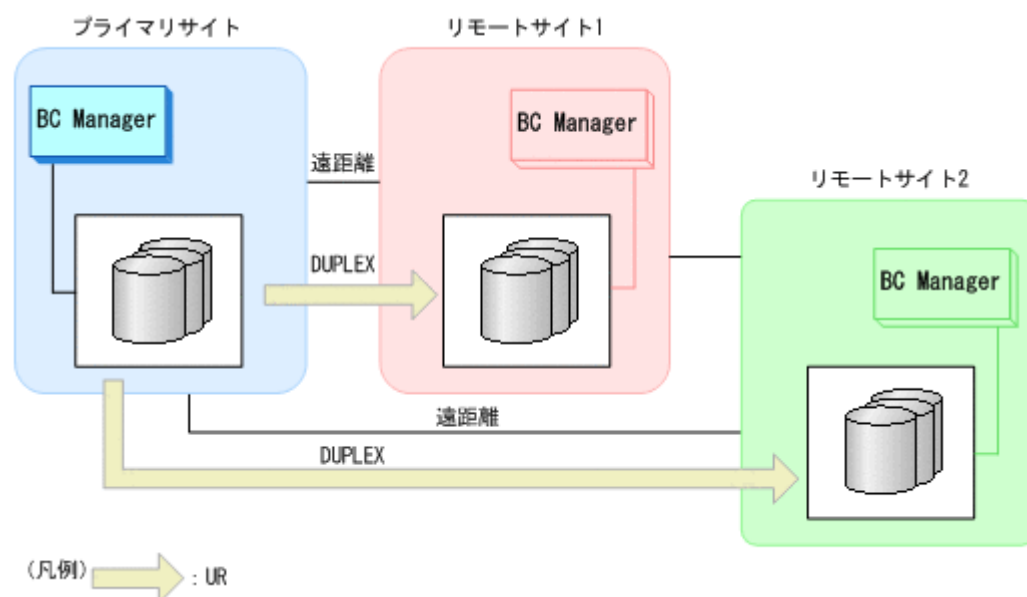 プライマリサイト
リモートサイト1
BC Manager
BC Manager
遠距離
リモートサイト2
DUPLEX
BC Manager
遠距離
DUPLEX
(凡例)
: UR